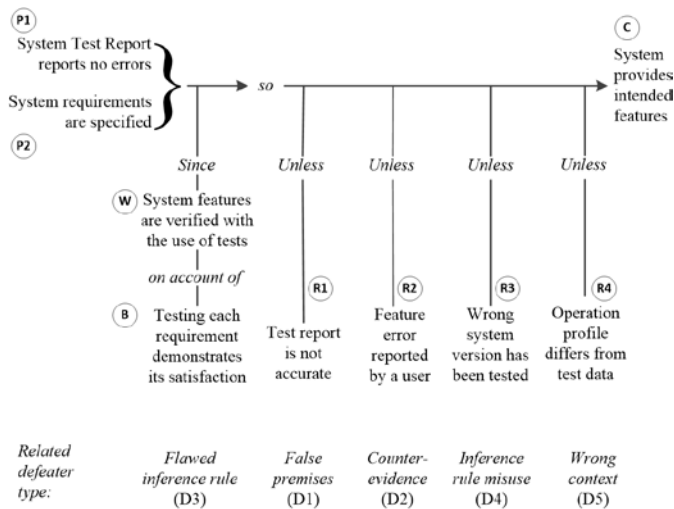 P1
System Test Report
reports no errors
System requirements
are specified
P2
so
C
System
provides
intended
features
Since
Unless
Unless
Unless
Unless
W
System features
are verified with
the use of tests
on account of
B
Testing each
requirement
demonstrates
its satisfaction
R1
Test report
is not
accurate
R2
Feature
error
reported
by a user
R3
Wrong
system
version has
been tested
R4
Operation
profile
differs from
test data
Related
defeater
type:
Flawed
inference rule
(D3)
False
premises
(D1)
Counter-
evidence
(D2)
Inference
rule misuse
(D4)
Wrong
context
(D5)